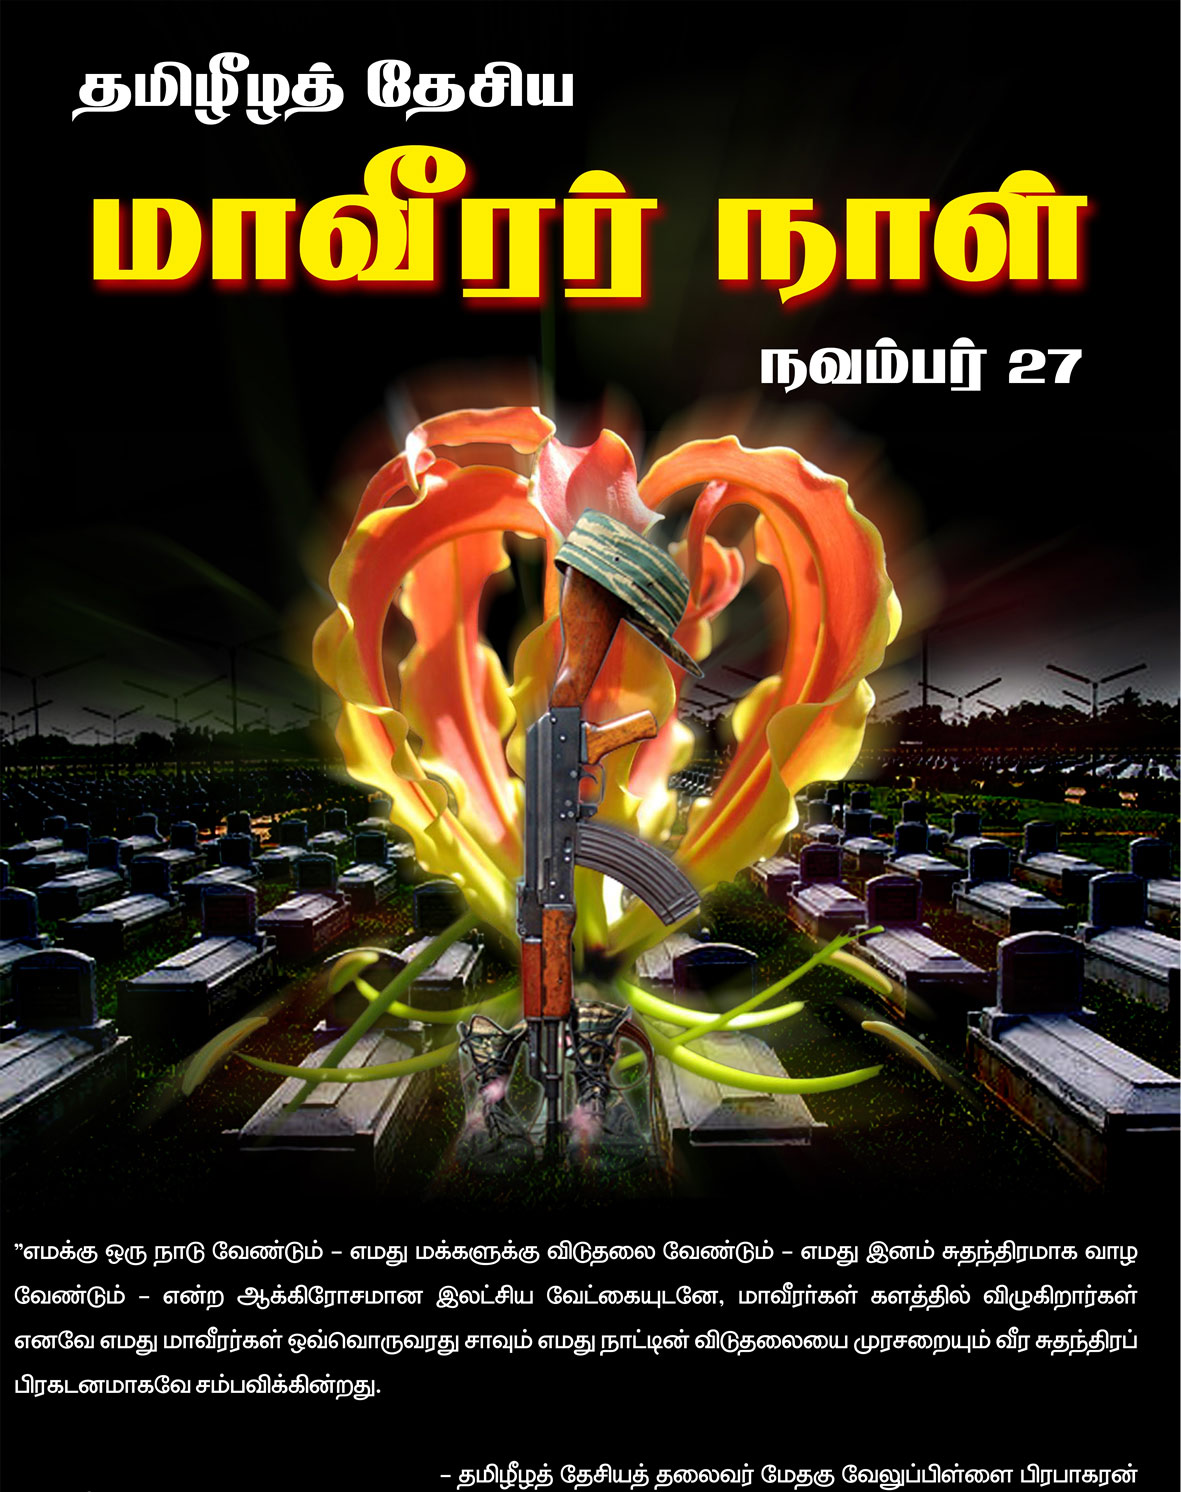 தமிழீழத் தேசிய
மாவீரர் நாள்
நவம்பர் 27
”எமக்கு ஒரு நாடு வேண்டும் – எமது மக்களுக்கு விடுதலை வேண்டும் – எமது இனம் சுதந்திரமாக வாழ
வேண்டும் – என்ற ஆக்கிரோசமான இலட்சிய வேட்கையுடனே, மாவீரர்கள் களத்தில் விழுகிறார்கள்
எனவே எமது மாவீரர்கள் ஒவ்வொருவரது சாவும் எமது நாட்டின் விடுதலையை முரசறையும் வீர சுதந்திரப்
பிரகடனமாகவே சம்பவிக்கின்றது.
– தமிழீழத் தேசியத் தலைவர் மேதகு வேலுப்பிள்ளை பிரபாகரன்